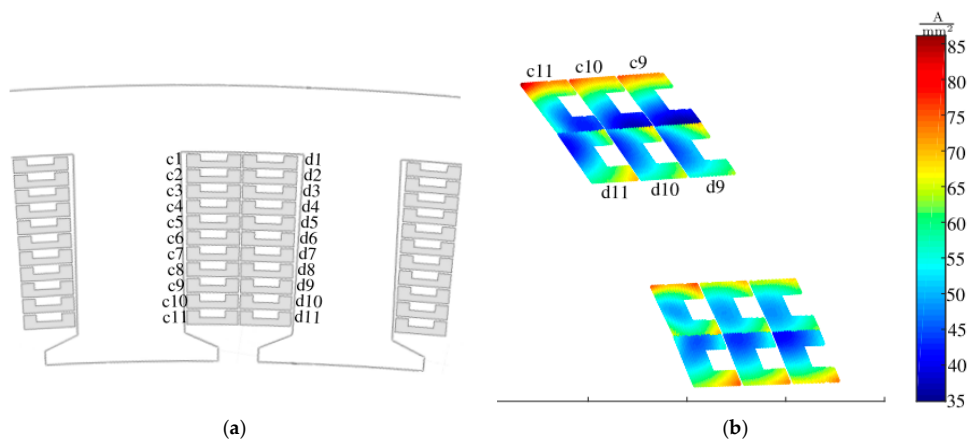 c1 d1
c2 d2
c3 d3
c4 d4
c5 d5
c6 d6
c7 d7
c8 d8
c9 d9
c10 d10
c11 d11
(a)
c11 c10 c9
d11 d10 d9
A
mm²
85
80
75
70
65
60
55
50
45
40
35
(b)